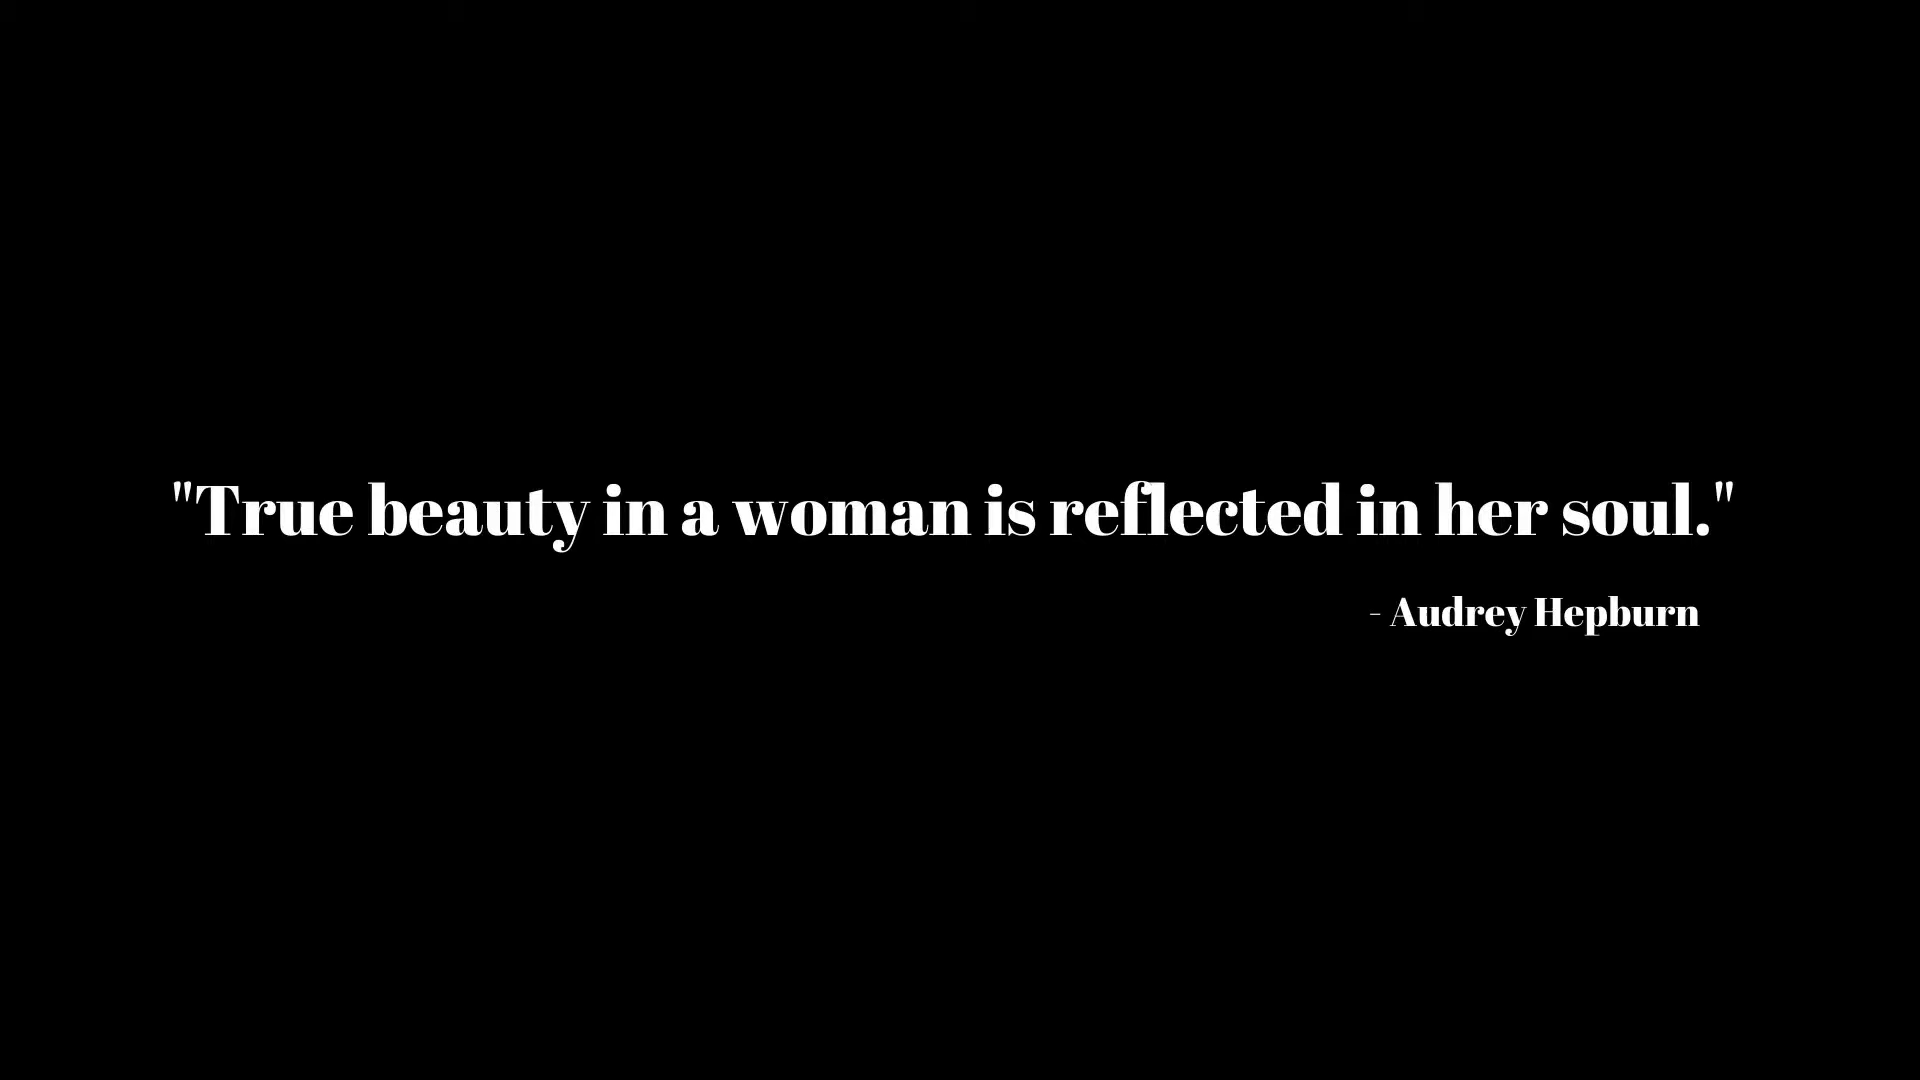 "True beauty in a woman is reflected in her soul."
- Audrey Hepburn